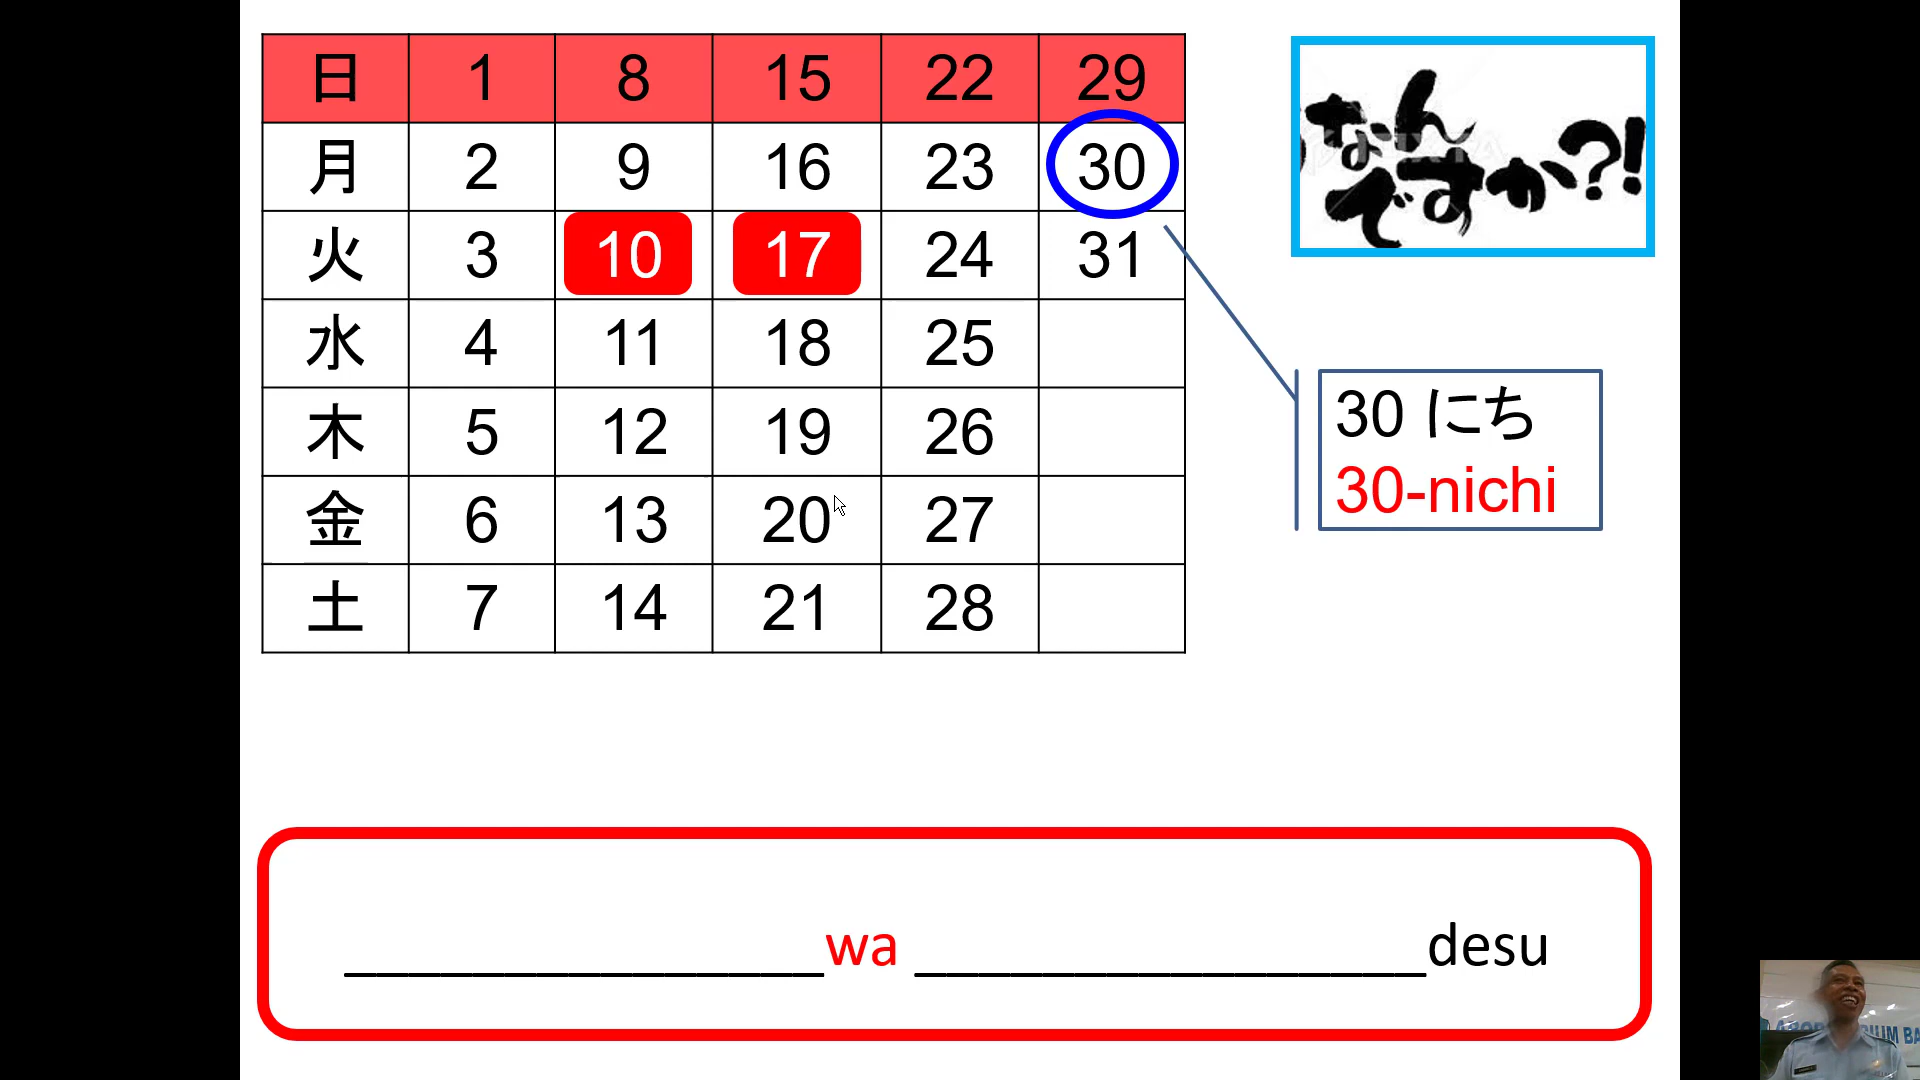 日 1 8 15 22 29
月 2 9 16 23 30
火 3 10 17 24 31
水 4 11 18 25
木 5 12 19 26
金 6 13 20 27
土 7 14 21 28
なん
ですか?!
30 にち
30-nichi
_______________wa ________________desu